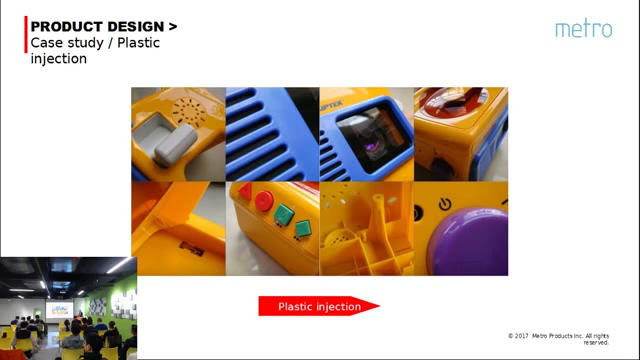 PRODUCT DESIGN >
Case study / Plastic
injection
metro
Plastic injection
© 2017 Metro Products Inc. All rights
reserved.